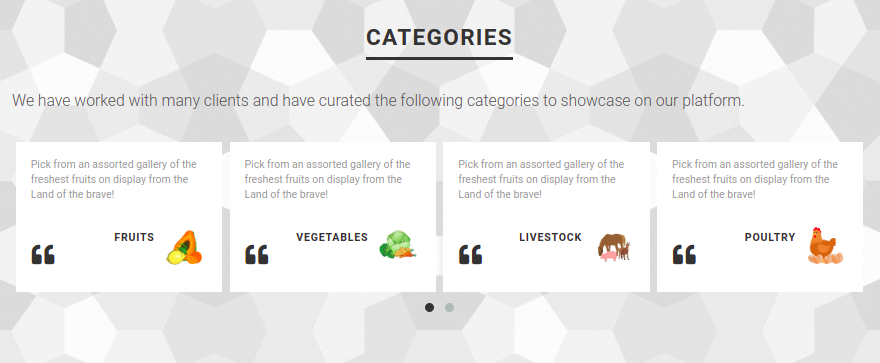 CATEGORIES
We have worked with many clients and have curated the following categories to showcase on our platform.
Pick from an assorted gallery of the
freshest fruits on display from the
Land of the brave!
FRUITS
Pick from an assorted gallery of the
freshest fruits on display from the
Land of the brave!
VEGETABLES
Pick from an assorted gallery of the
freshest fruits on display from the
Land of the brave!
LIVESTOCK
Pick from an assorted gallery of the
freshest fruits on display from the
Land of the brave!
POULTRY